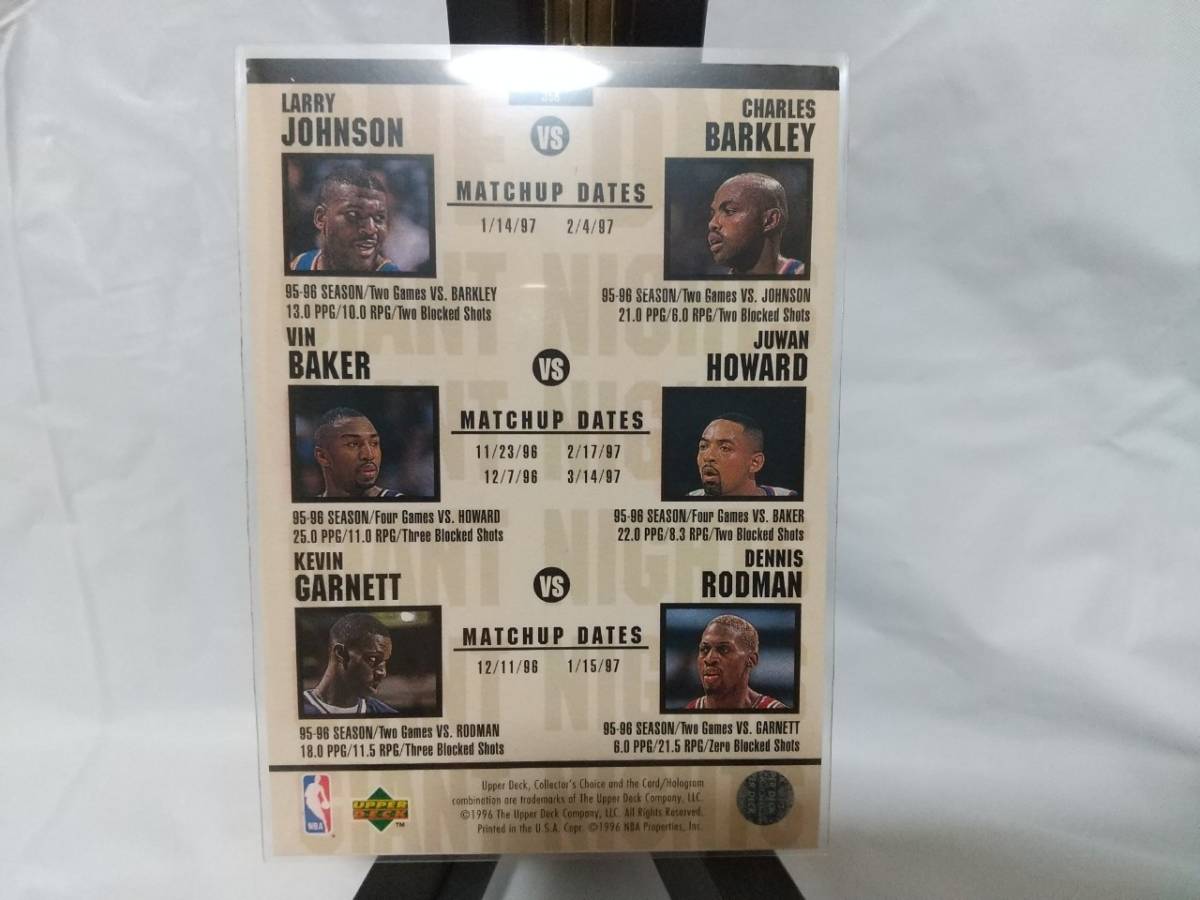 LARRY
JOHNSON
VS
CHARLES
BARKLEY
MATCHUP DATES
1/14/97 2/4/97
95-96 SEASON/Two Games VS. BARKLEY
13.0 PPG/10.0 RPG/Two Blocked Shots
95-96 SEASON/Two Games VS. JOHNSON
21.0 PPG/6.0 RPG/Two Blocked Shots
VIN
BAKER
VS
JUWAN
HOWARD
MATCHUP DATES
11/23/96 2/17/97
12/7/96 3/14/97
95-96 SEASON/Four Games VS. HOWARD
25.0 PPG/11.0 RPG/Three Blocked Shots
95-96 SEASON/Four Games VS. BAKER
22.0 PPG/8.3 RPG/Two Blocked Shots
KEVIN
GARNETT
VS
DENNIS
RODMAN
MATCHUP DATES
12/11/96 1/15/97
95-96 SEASON/Two Games VS. RODMAN
18.0 PPG/11.5 RPG/Three Blocked Shots
95-96 SEASON/Two Games VS. GARNETT
6.0 PPG/21.5 RPG/Zero Blocked Shots
NBA
UPPER
DECK
TM
Upper Deck, Collector's Choice and the Card/Hologram
combination are trademarks of The Upper Deck Company, LLC.
©1996 The Upper Deck Company, LLC. All Rights Reserved.
Printed in the U.S.A. Copr. ©1996 NBA Properties, Inc.